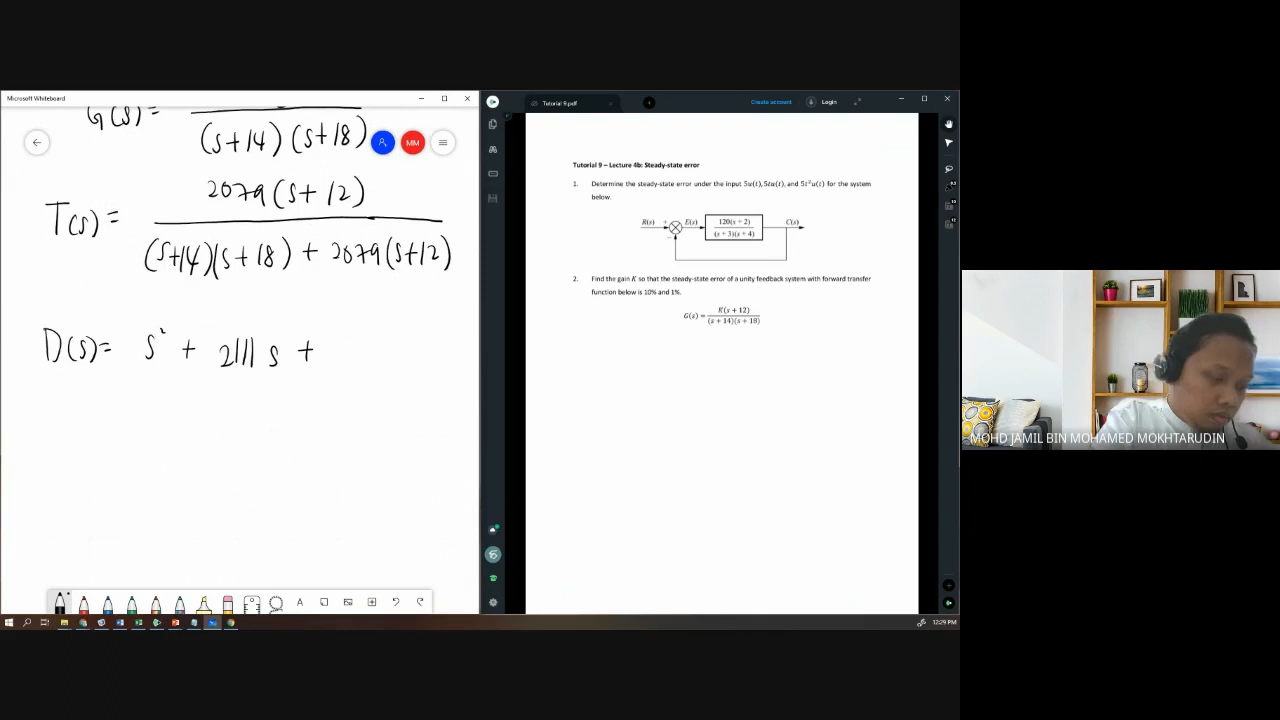 Microsoft Whiteboard
G(s) =
(s+14) (s+18)
MM
T(s) = 2079 (s+12)
(s+14)(s+18) + 2079(s+12)
D(s) = s² + 2111 s +
Tutorial 9.pdf
Create account
Login
Tutorial 9 – Lecture 4b: Steady-state error
1. Determine the steady-state error under the input 5u(t), 5tu(t), and 5t²u(t) for the system
below.
R(s) + E(s) 120(s + 2) C(s)
− (s + 3)(s + 4)
2. Find the gain K so that the steady-state error of a unity feedback system with forward transfer
function below is 10% and 1%.
G(s) = K(s + 12)
(s + 14)(s + 18)
MOHD JAMIL BIN MOHAMED MOKHTARUDIN
12:29 PM